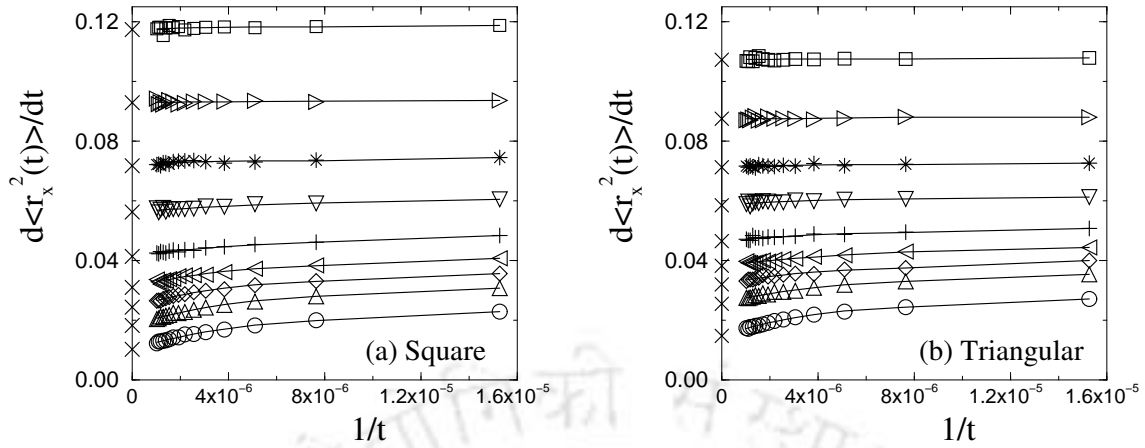 0.12
0.08
0.04
0.00
d<r_x^2(t)>/dt
4x10^-6
8x10^-6
1.2x10^-5
1.6x10^-5
1/t
(a) Square
0.12
0.08
0.04
0.00
d<r_x^2(t)>/dt
4x10^-6
8x10^-6
1.2x10^-5
1.6x10^-5
1/t
(b) Triangular